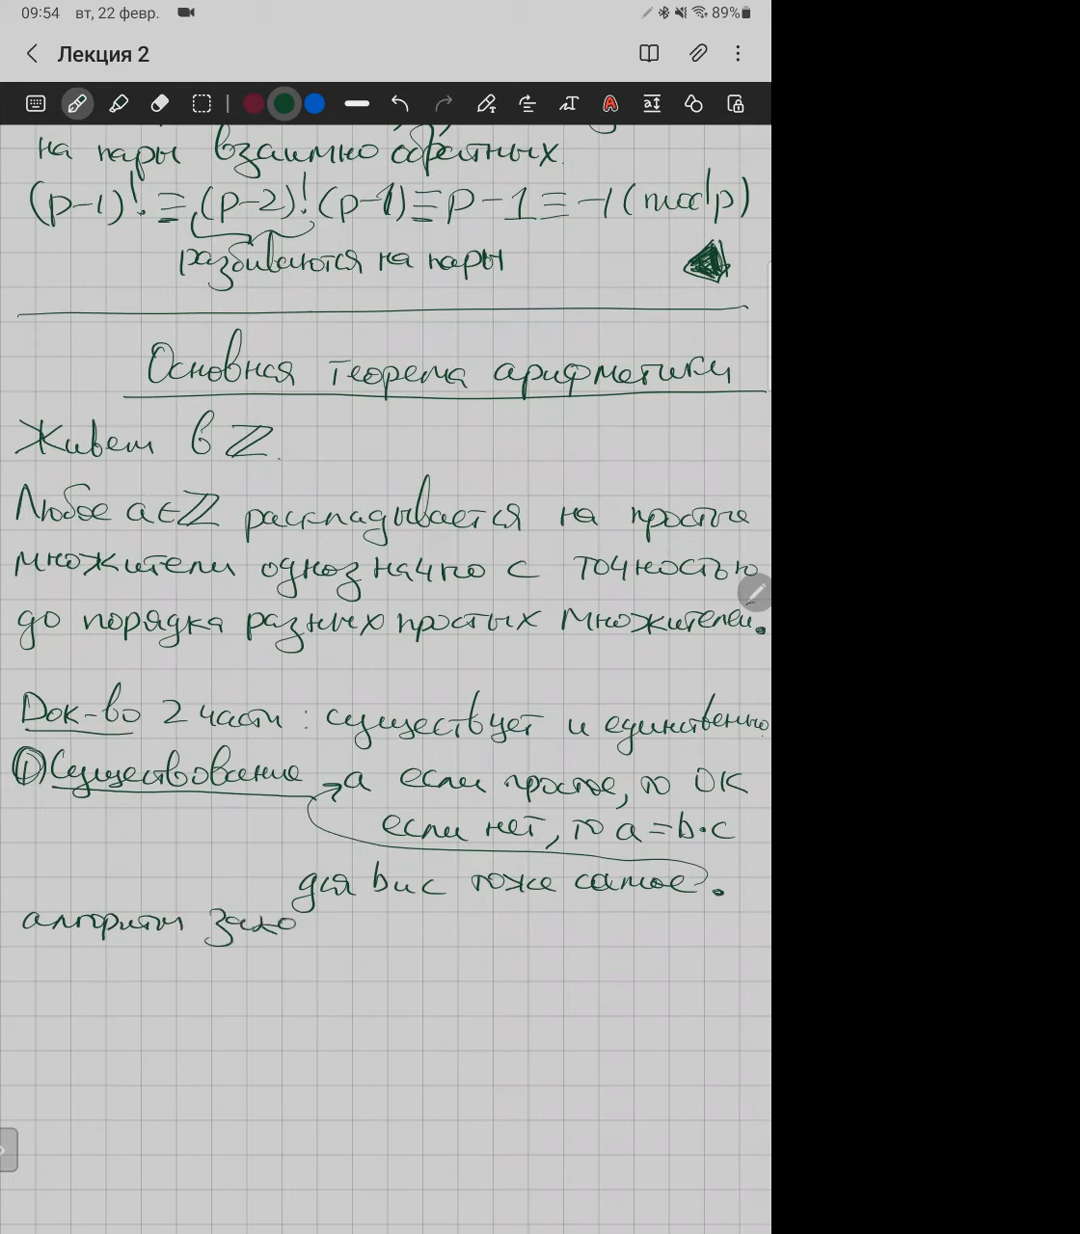 09:54 вт, 22 февр. 89%
Лекция 2
на пары взаимно обратных.
(p-1)! ≡ (p-2)! (p-1) ≡ p - 1 ≡ -1 (mod p)
разбиваются на пары
Основная теорема арифметики
Живем в ℤ.
Любое a∈ℤ раскладывается на простые
множители однозначно с точностью
до порядка разных простых множителей.
Док-во 2 части: существует и единственно
① Существование a если простое, то ОК
если нет, то a = b·c
для b и c тоже самое.
алгоритм зако